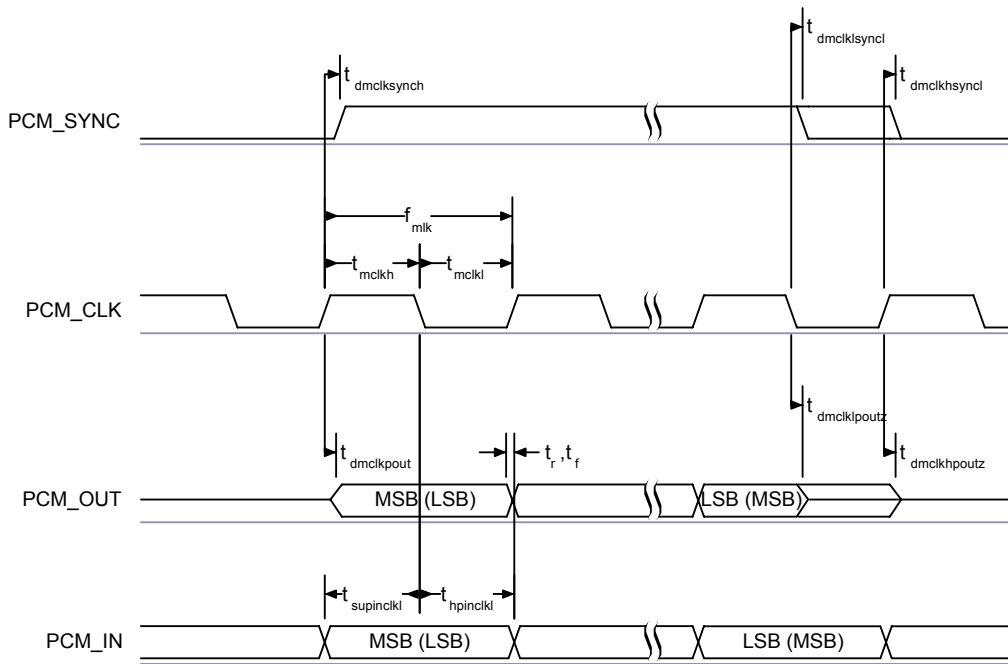 t dmclklsyncl
t dmclksynch
t dmclkhsyncl
PCM_SYNC
f mlk
t mclkh
t mclkl
PCM_CLK
t dmclklpoutz
t dmclkpout
t r ,t f
t dmclkhpoutz
PCM_OUT
MSB (LSB)
LSB (MSB)
t supinclkl
t hpinclkl
PCM_IN
MSB (LSB)
LSB (MSB)